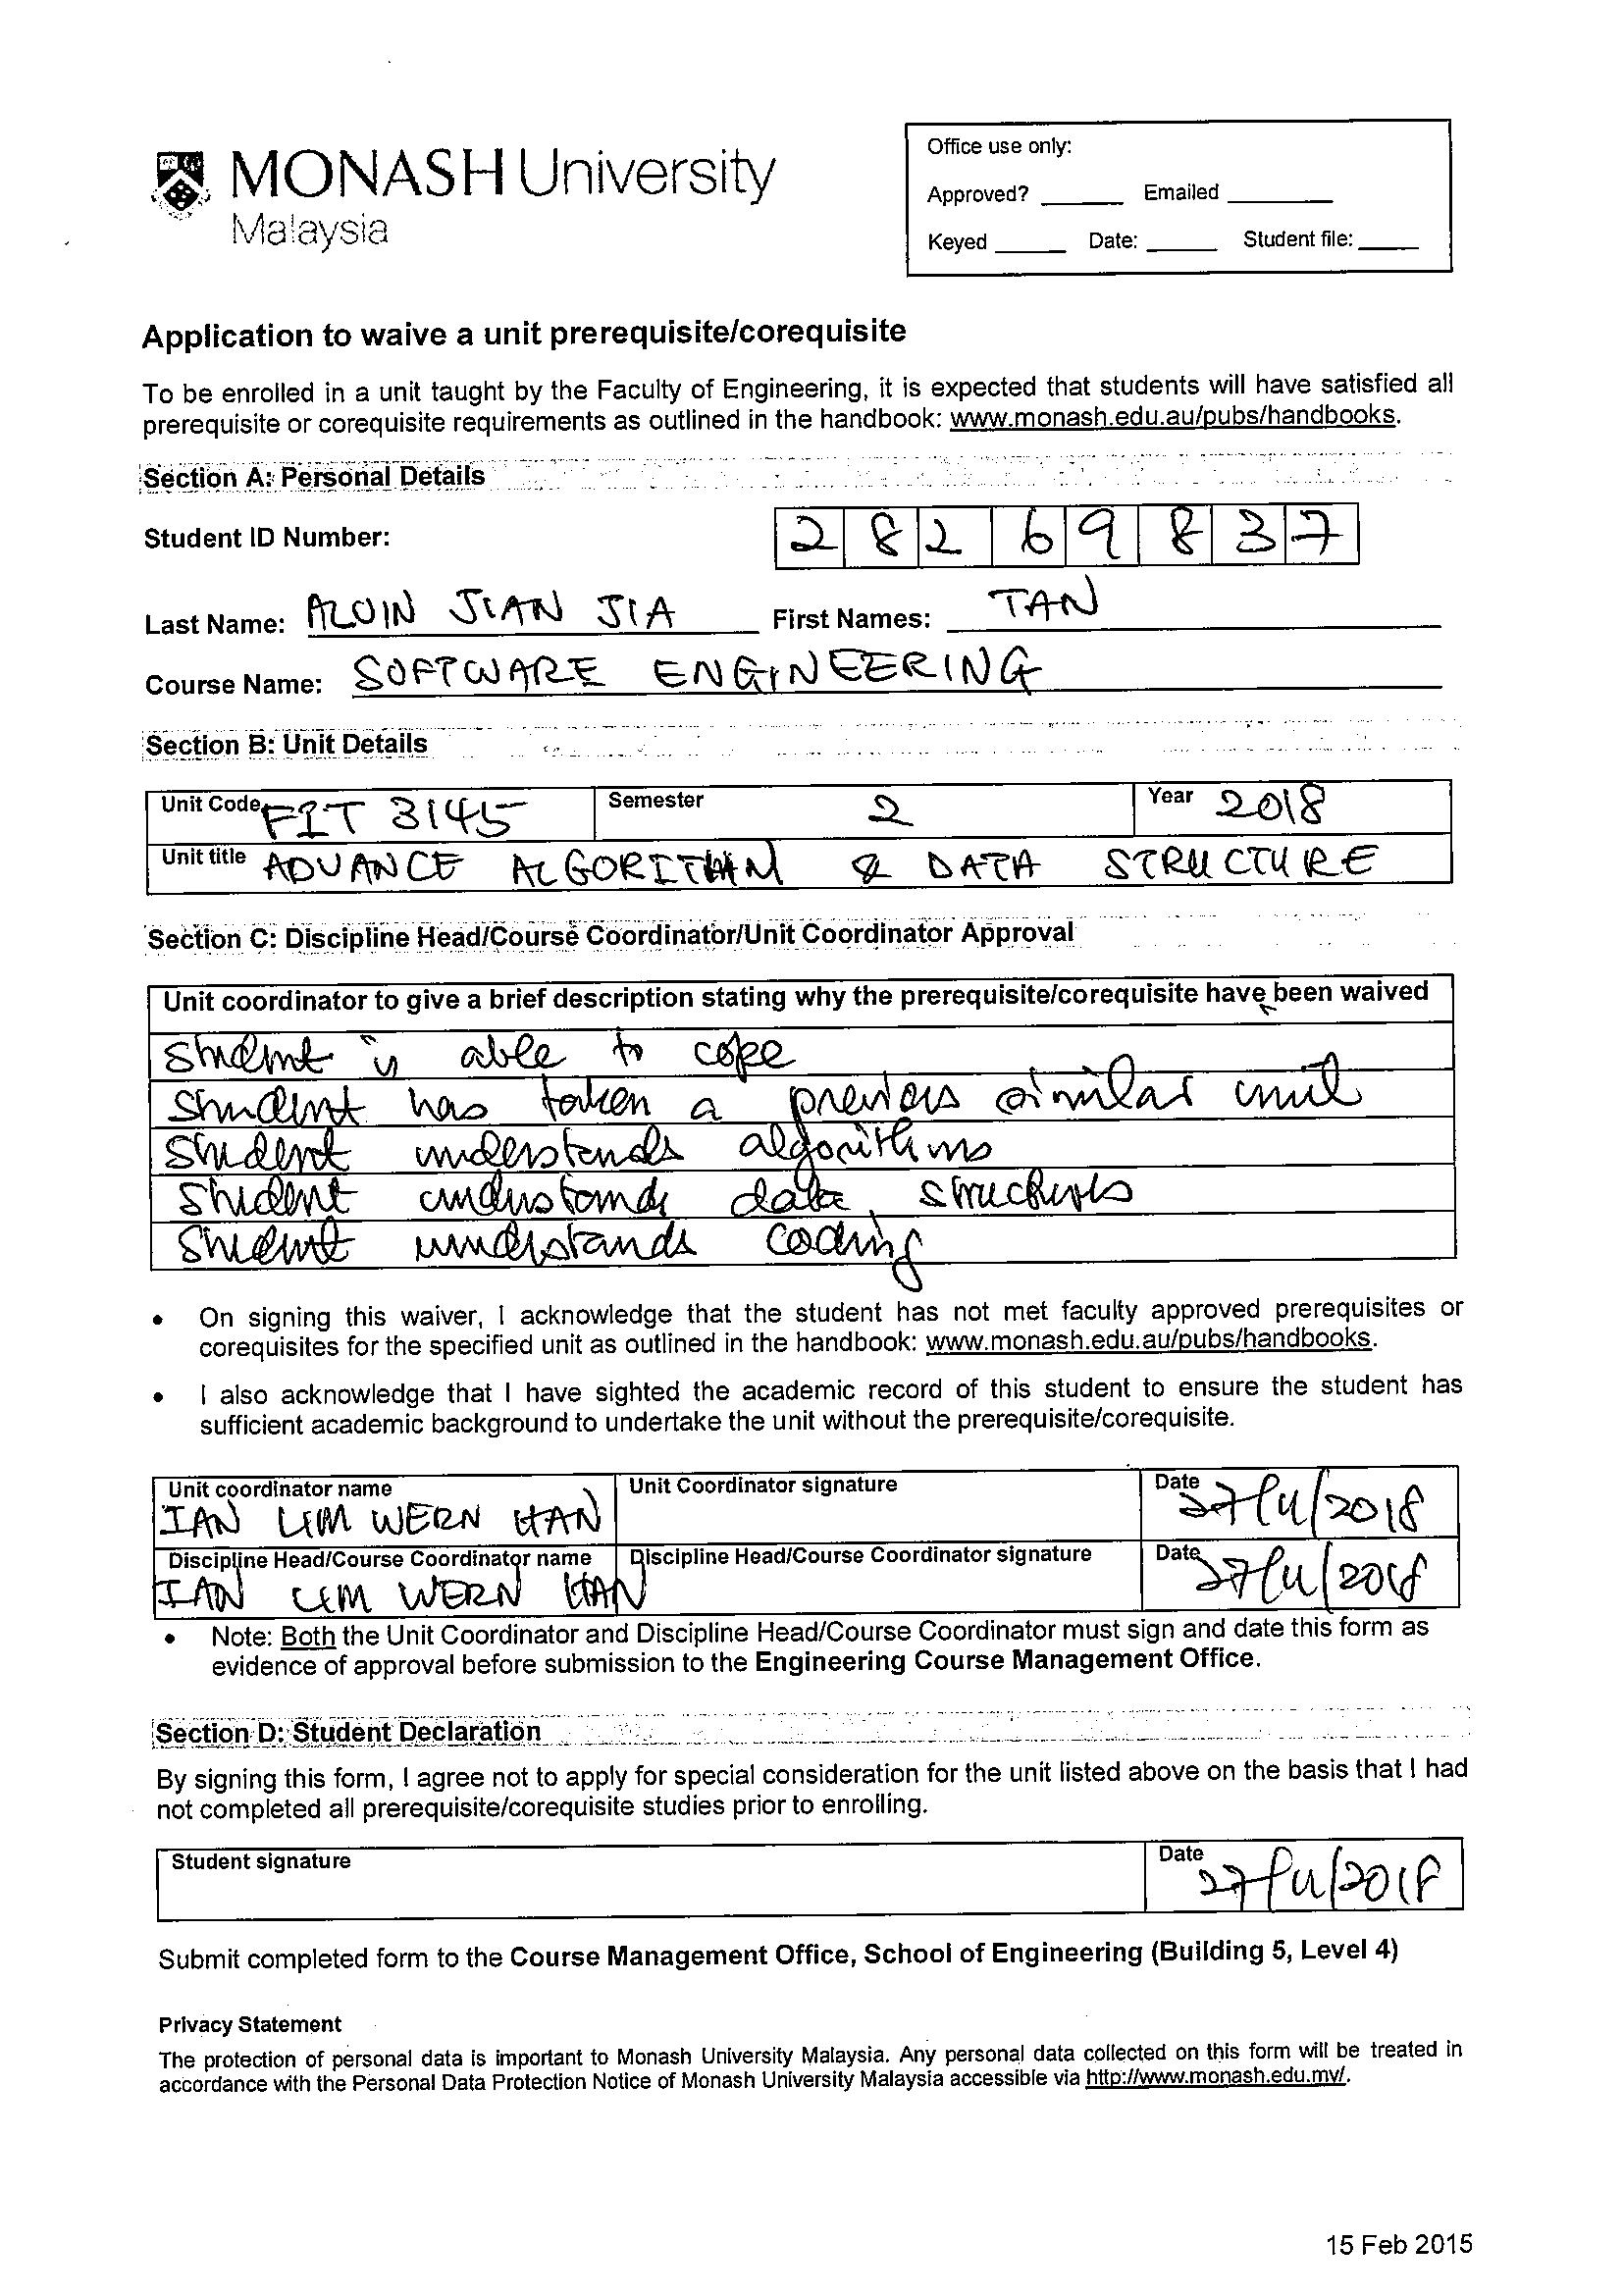 MONASH University
Malaysia
Office use only:
Approved? ______ Emailed ______
Keyed ______ Date: ______ Student file: ______
Application to waive a unit prerequisite/corequisite
To be enrolled in a unit taught by the Faculty of Engineering, it is expected that students will have satisfied all
prerequisite or corequisite requirements as outlined in the handbook: www.monash.edu.au/pubs/handbooks.
Section A: Personal Details
Student ID Number: 2 8 2 6 9 8 3 7
Last Name: ALVIN JIAN JIA First Names: TAN
Course Name: SOFTWARE ENGINEERING
Section B: Unit Details
Unit Code FIT 3145 Semester 2 Year 2018
Unit title ADVANCE ALGORITHM & DATA STRUCTURE
Section C: Discipline Head/Course Coordinator/Unit Coordinator Approval
Unit coordinator to give a brief description stating why the prerequisite/corequisite have been waived
Student is able to cope
Student has taken a previous similar unit
Student understands algorithms
Student understands data structures
Student understands coding
• On signing this waiver, I acknowledge that the student has not met faculty approved prerequisites or
corequisites for the specified unit as outlined in the handbook: www.monash.edu.au/pubs/handbooks.
• I also acknowledge that I have sighted the academic record of this student to ensure the student has
sufficient academic background to undertake the unit without the prerequisite/corequisite.
Unit coordinator name Unit Coordinator signature Date
IAN LIM WERN HAN 27/11/2018
Discipline Head/Course Coordinator name Discipline Head/Course Coordinator signature Date
IAN LIM WERN HAN 27/11/2018
• Note: Both the Unit Coordinator and Discipline Head/Course Coordinator must sign and date this form as
evidence of approval before submission to the Engineering Course Management Office.
Section D: Student Declaration
By signing this form, I agree not to apply for special consideration for the unit listed above on the basis that I had
not completed all prerequisite/corequisite studies prior to enrolling.
Student signature Date
27/11/2018
Submit completed form to the Course Management Office, School of Engineering (Building 5, Level 4)
Privacy Statement
The protection of personal data is important to Monash University Malaysia. Any personal data collected on this form will be treated in
accordance with the Personal Data Protection Notice of Monash University Malaysia accessible via http://www.monash.edu.my/.
15 Feb 2015